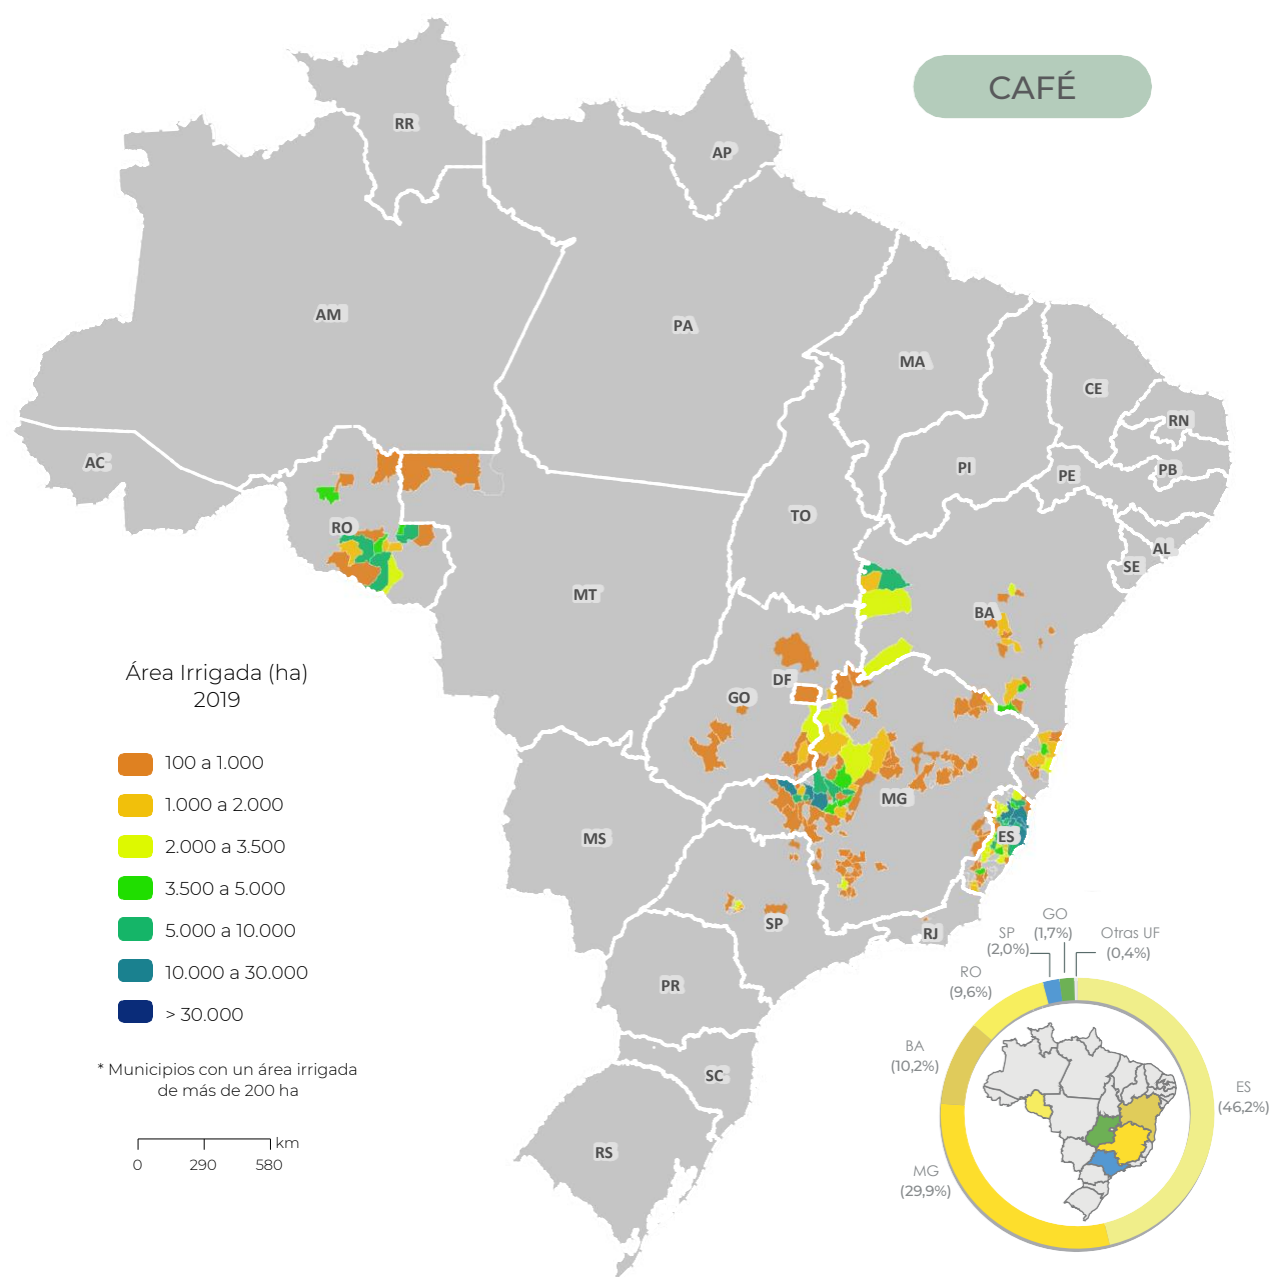 CAFÉ
RR
AP
AM
PA
MA
CE
RN
PB
PI
PE
AC
RO
TO
AL
SE
MT
BA
DF
GO
MG
MS
ES
SP
RJ
PR
SC
RS
Área Irrigada (ha)
2019
100 a 1.000
1.000 a 2.000
2.000 a 3.500
3.500 a 5.000
5.000 a 10.000
10.000 a 30.000
> 30.000
* Municipios con un área irrigada
de más de 200 ha
km
0 290 580
GO
(1,7%)
SP
(2,0%)
Otras UF
(0,4%)
RO
(9,6%)
BA
(10,2%)
ES
(46,2%)
MG
(29,9%)